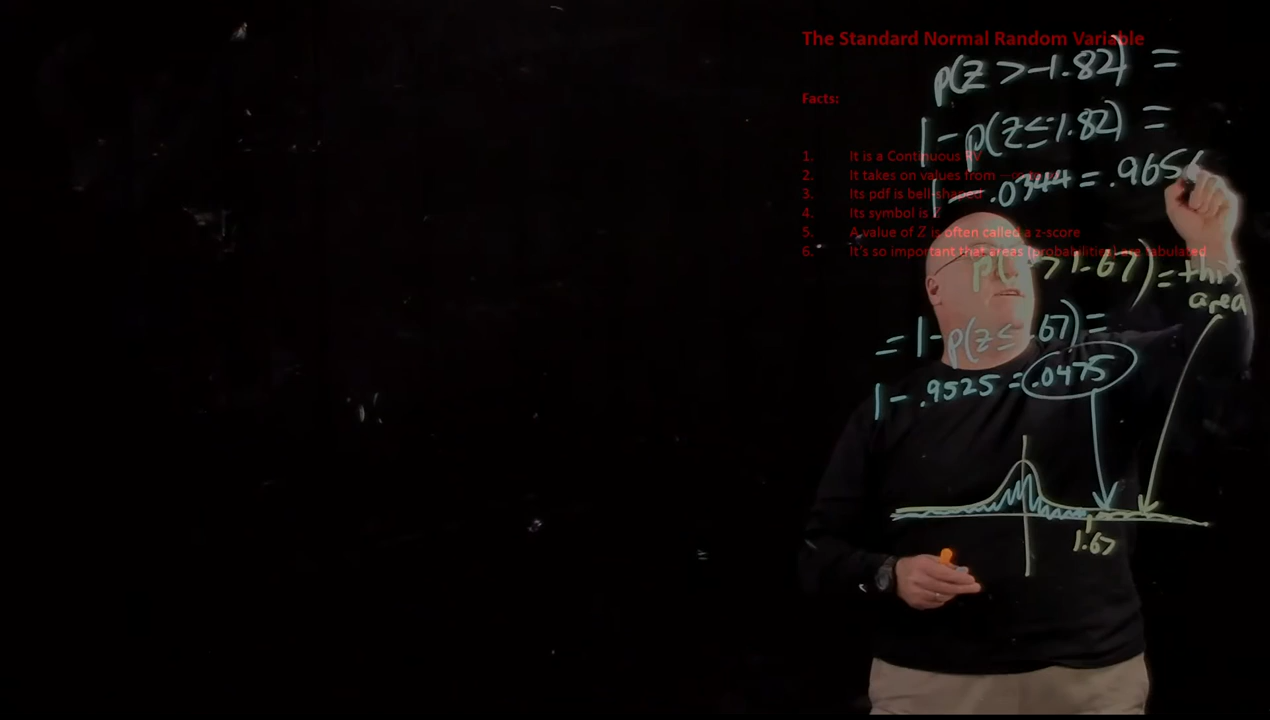 The Standard Normal Random Variable
p(z > -1.82) =
Facts:
1 - p(z ≤ -1.82) =
1. It is a Continuous RV
2. It takes on values from
3. Its pdf is bell shaped
4. Its symbol is Z
5. A value of Z is often called a z-score
6. It's so important that areas (probabilities) are tabulated
1 - .0344 = .965
p( > 1.67) = this
area
= 1 - p(z ≤ .67) =
1 - .9525 = .0475
1.67